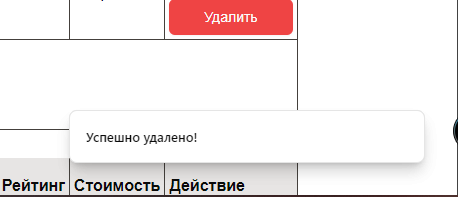 Удалить
Успешно удалено!
Рейтинг Стоимость Действие